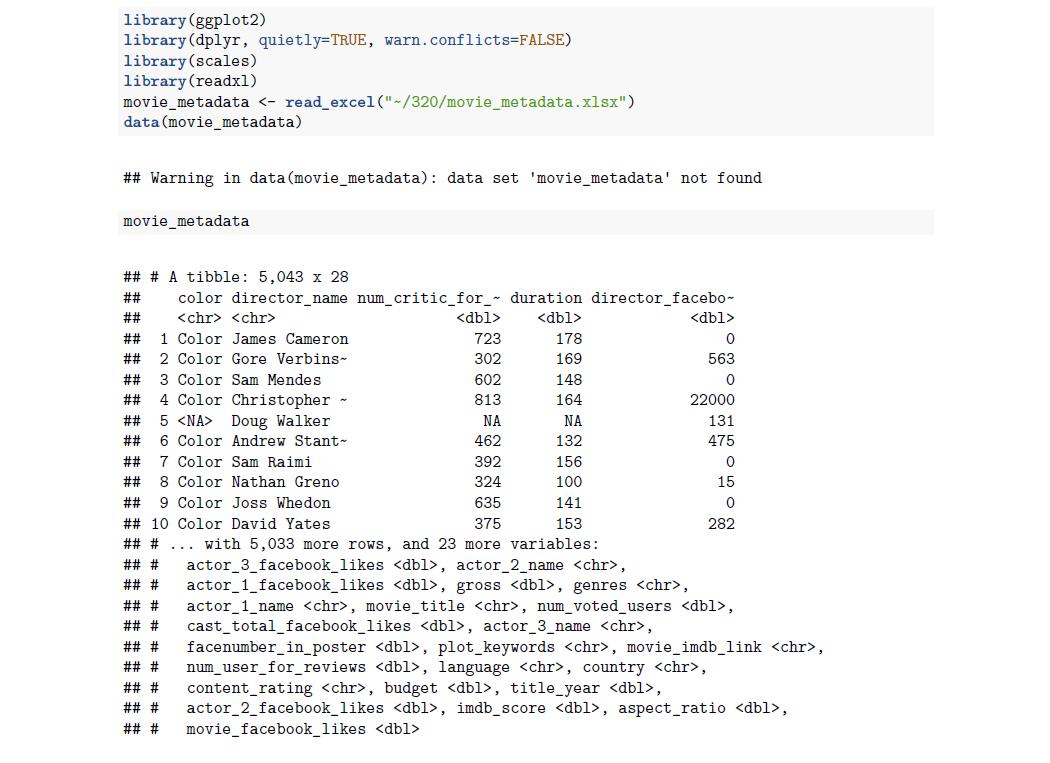 library(ggplot2)
library(dplyr, quietly=TRUE, warn.conflicts=FALSE)
library(scales)
library(readxl)
movie_metadata <- read_excel("~/320/movie_metadata.xlsx")
data(movie_metadata)
## Warning in data(movie_metadata): data set 'movie_metadata' not found
movie_metadata
## # A tibble: 5,043 x 28
##    color director_name num_critic_for_~ duration director_facebo~
##    <chr> <chr>                    <dbl>    <dbl>            <dbl>
##  1 Color James Cameron              723      178                0
##  2 Color Gore Verbins~              302      169              563
##  3 Color Sam Mendes                 602      148                0
##  4 Color Christopher ~              813      164            22000
##  5 <NA>  Doug Walker                 NA       NA              131
##  6 Color Andrew Stant~              462      132              475
##  7 Color Sam Raimi                  392      156                0
##  8 Color Nathan Greno               324      100               15
##  9 Color Joss Whedon                635      141                0
## 10 Color David Yates                375      153              282
## # ... with 5,033 more rows, and 23 more variables:
## #   actor_3_facebook_likes <dbl>, actor_2_name <chr>,
## #   actor_1_facebook_likes <dbl>, gross <dbl>, genres <chr>,
## #   actor_1_name <chr>, movie_title <chr>, num_voted_users <dbl>,
## #   cast_total_facebook_likes <dbl>, actor_3_name <chr>,
## #   facenumber_in_poster <dbl>, plot_keywords <chr>, movie_imdb_link <chr>,
## #   num_user_for_reviews <dbl>, language <chr>, country <chr>,
## #   content_rating <chr>, budget <dbl>, title_year <dbl>,
## #   actor_2_facebook_likes <dbl>, imdb_score <dbl>, aspect_ratio <dbl>,
## #   movie_facebook_likes <dbl>